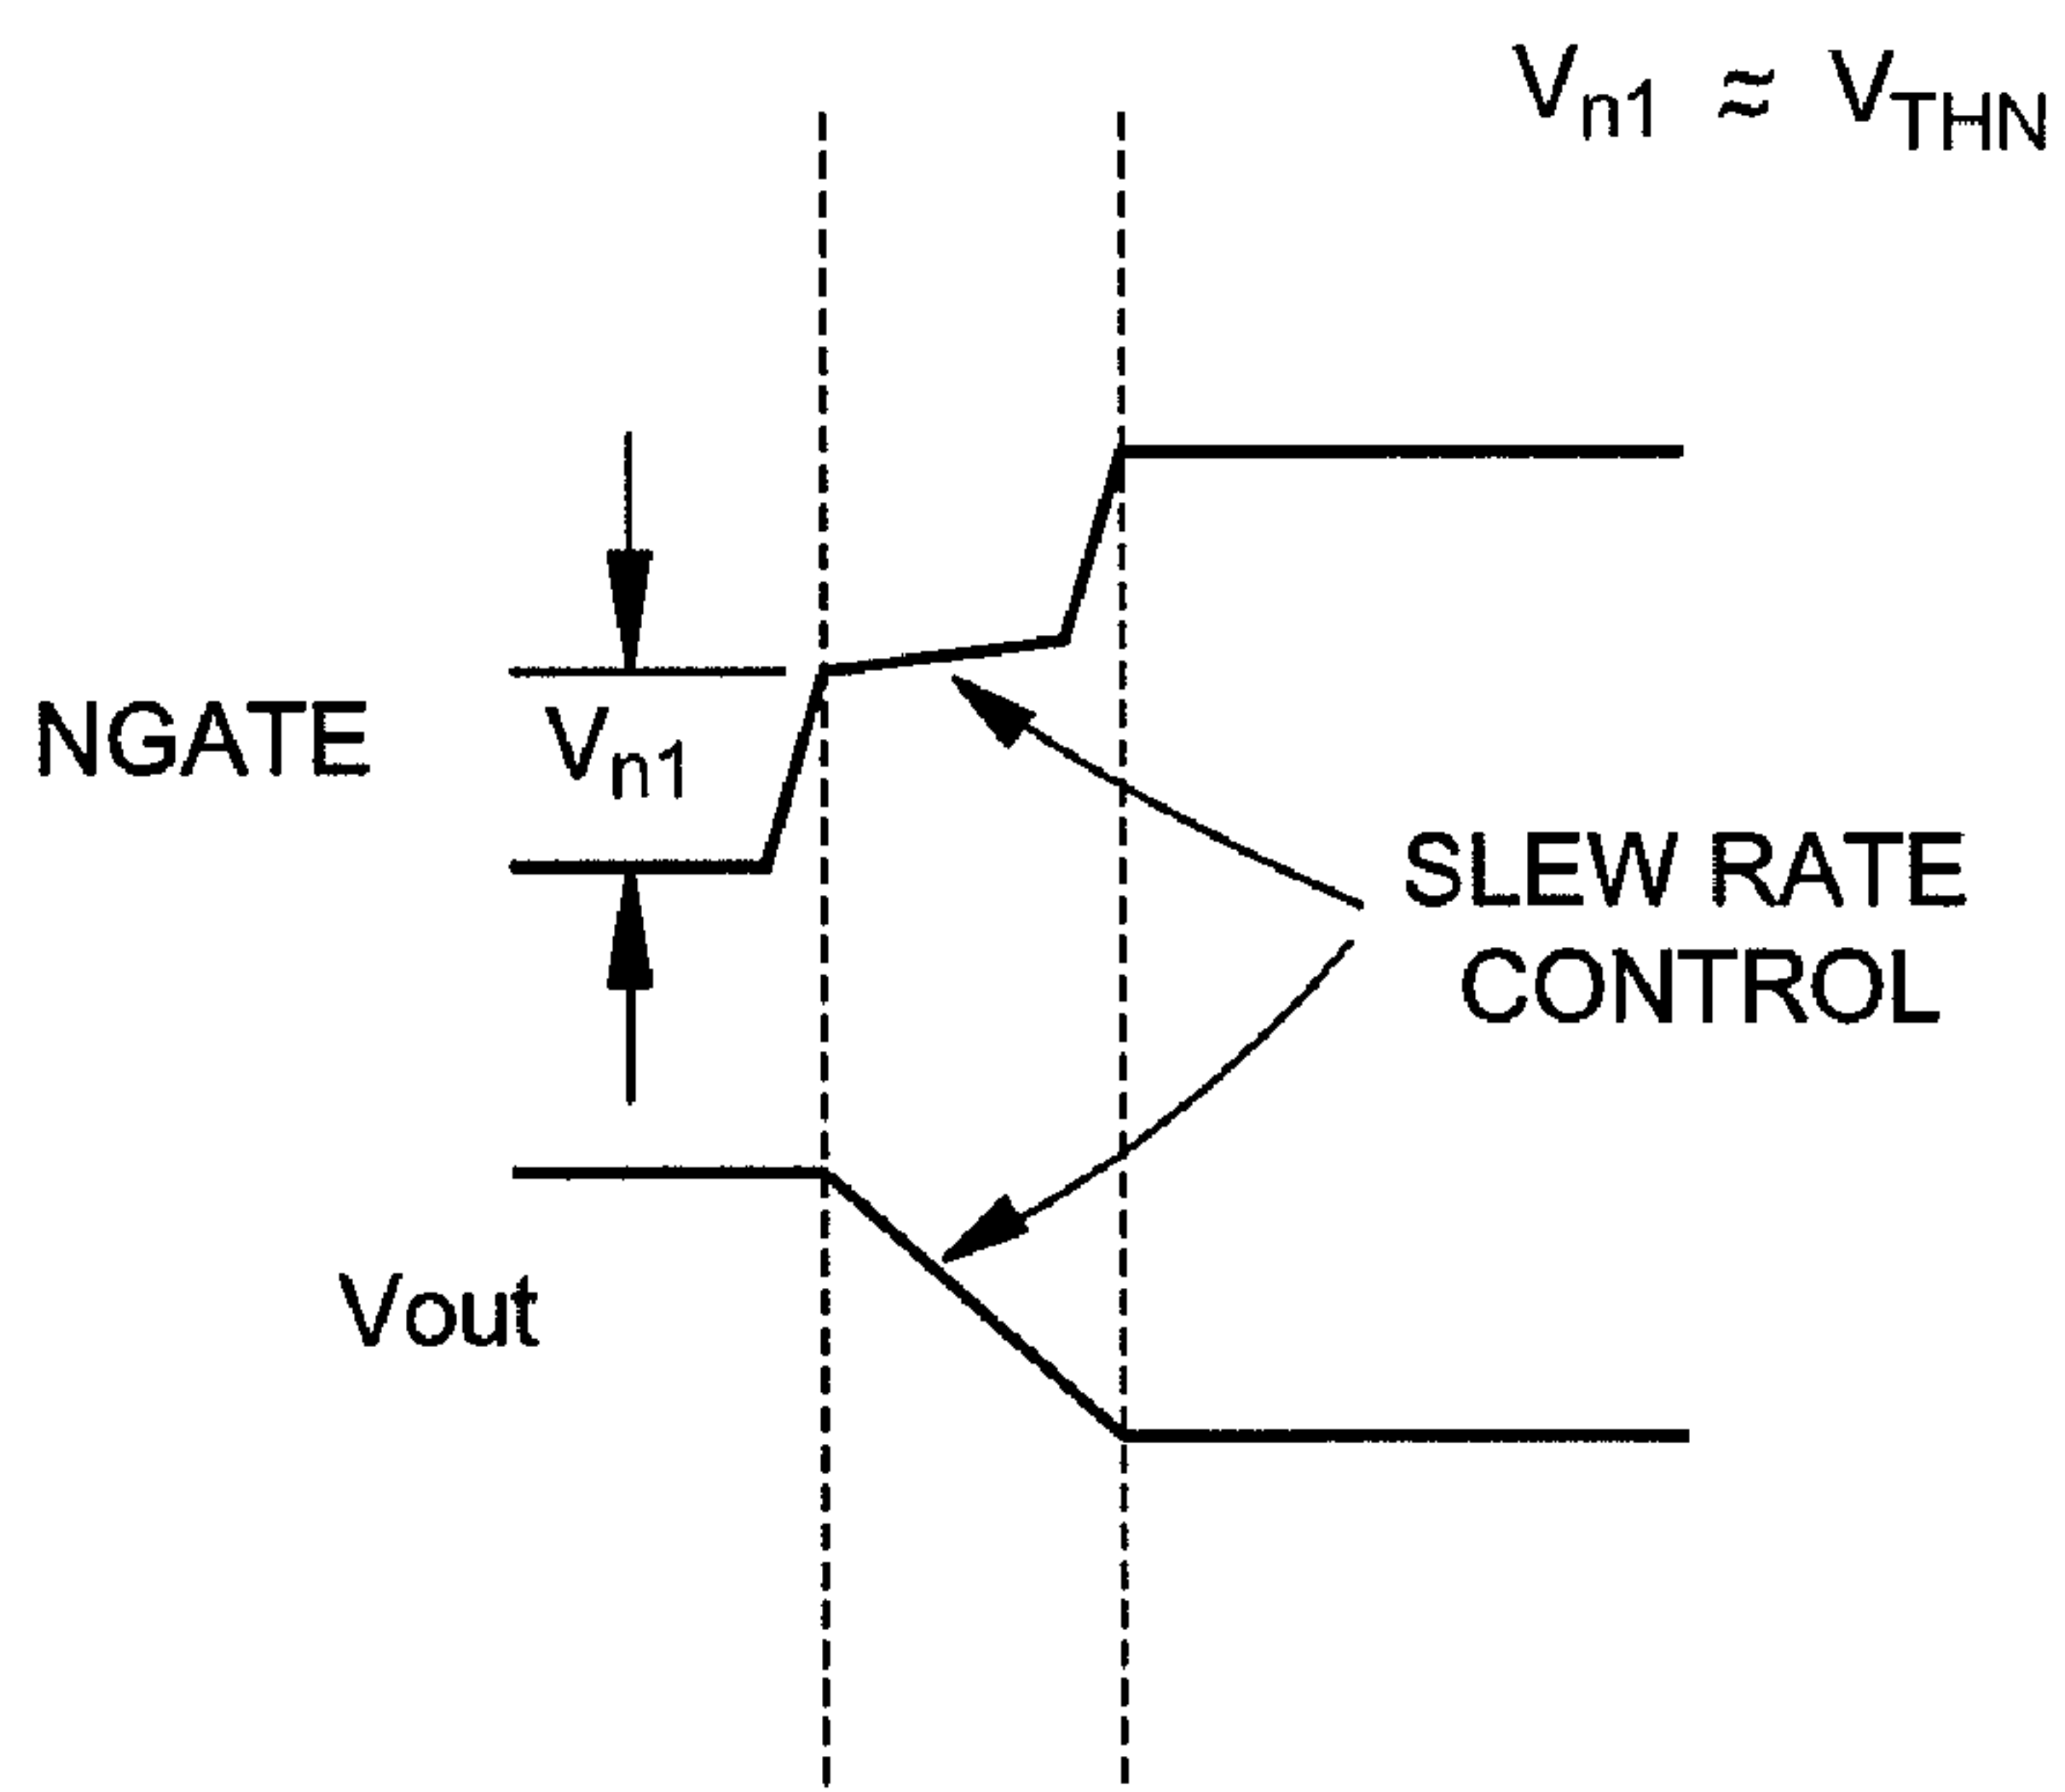 Vn1 ≈ VTHN
NGATE
Vn1
SLEW RATE
CONTROL
Vout